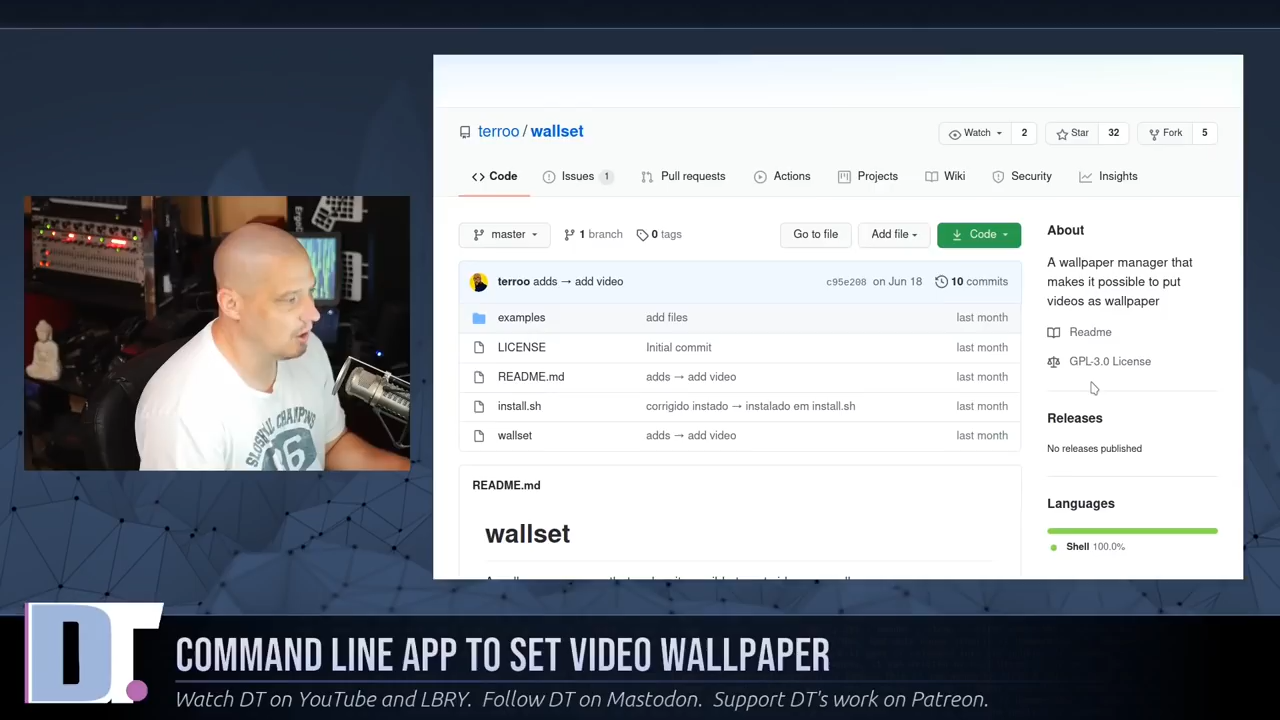 terroo / wallset
Watch 2 Star 32 Fork 5
Code Issues 1 Pull requests Actions Projects Wiki Security Insights
master 1 branch 0 tags Go to file Add file Code
terroo adds → add video c95e208 on Jun 18 10 commits
examples add files last month
LICENSE Initial commit last month
README.md adds → add video last month
install.sh corrigido instado → instalado em install.sh last month
wallset adds → add video last month
README.md
wallset
About
A wallpaper manager that
makes it possible to put
videos as wallpaper
Readme
GPL-3.0 License
Releases
No releases published
Languages
Shell 100.0%
DT.
COMMAND LINE APP TO SET VIDEO WALLPAPER
Watch DT on YouTube and LBRY. Follow DT on Mastodon. Support DT's work on Patreon.